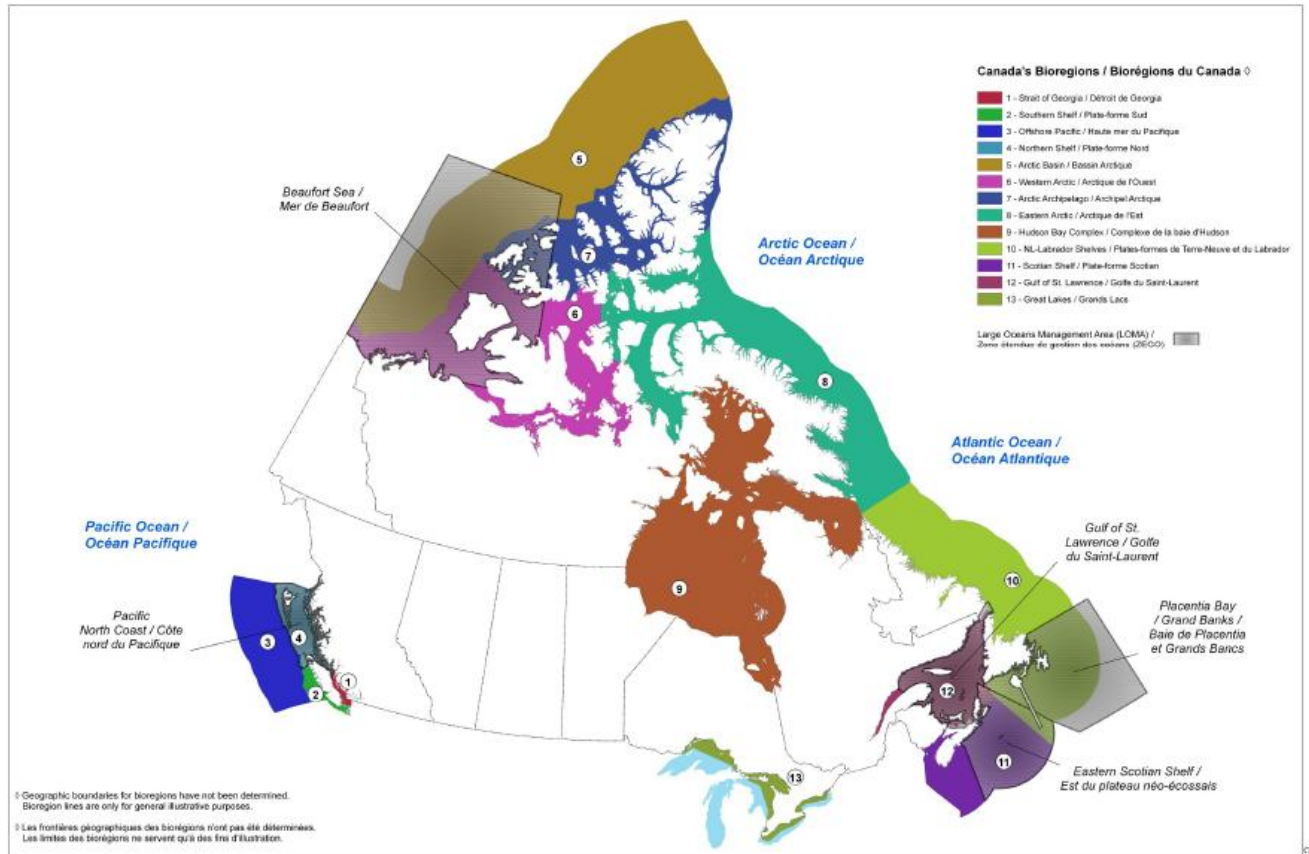 Canada's Bioregions / Biorégions du Canada ◊
1 - Strait of Georgia / Détroit de Georgia
2 - Southern Shelf / Plate-forme Sud
3 - Offshore Pacific / Haute mer du Pacifique
4 - Northern Shelf / Plate-forme Nord
5 - Arctic Basin / Bassin Arctique
6 - Western Arctic / Arctique de l'Ouest
7 - Arctic Archipelago / Archipel Arctique
8 - Eastern Arctic / Arctique de l'Est
9 - Hudson Bay Complex / Complexe de la baie d'Hudson
10 - NL-Labrador Shelves / Plates-formes de Terre-Neuve et du Labrador
11 - Scotian Shelf / Plate-forme Scotian
12 - Gulf of St. Lawrence / Golfe du Saint-Laurent
13 - Great Lakes / Grands Lacs
Large Oceans Management Area (LOMA) /
Zone étendue de gestion des océans (ZEGO)
5
Beaufort Sea /
Mer de Beaufort
Arctic Ocean /
Océan Arctique
7
6
8
Atlantic Ocean /
Océan Atlantique
Pacific Ocean /
Océan Pacifique
Gulf of St.
Lawrence / Golfe
du Saint-Laurent
10
9
Placentia Bay
/ Grand Banks /
Baie de Placentia
et Grands Bancs
Pacific
North Coast / Côte
nord du Pacifique
3
4
1
2
12
11
13
Eastern Scotian Shelf /
Est du plateau néo-écossais
◊ Geographic boundaries for bioregions have not been determined.
Bioregion lines are only for general illustrative purposes.
◊ Les frontières géographiques des biorégions n'ont pas été déterminées.
Les limites des biorégions ne servent qu'à des fins d'illustration.